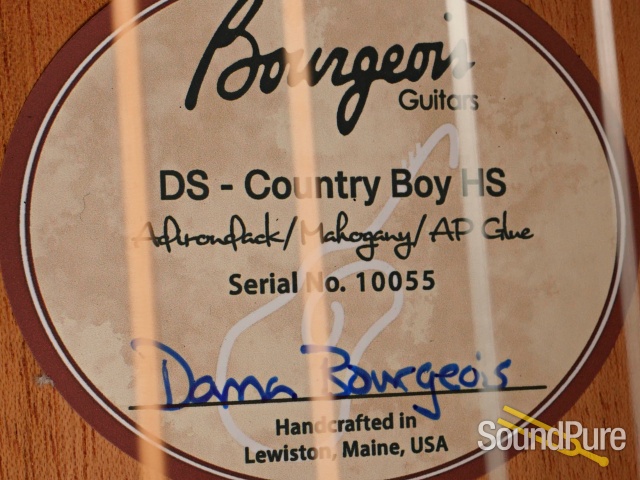 Bourgeois
Guitars
DS - Country Boy HS
Adirondack/Mahogany/AP Glue
Serial No. 10055
Dana Bourgeois
Handcrafted in
Lewiston, Maine, USA
SoundPure